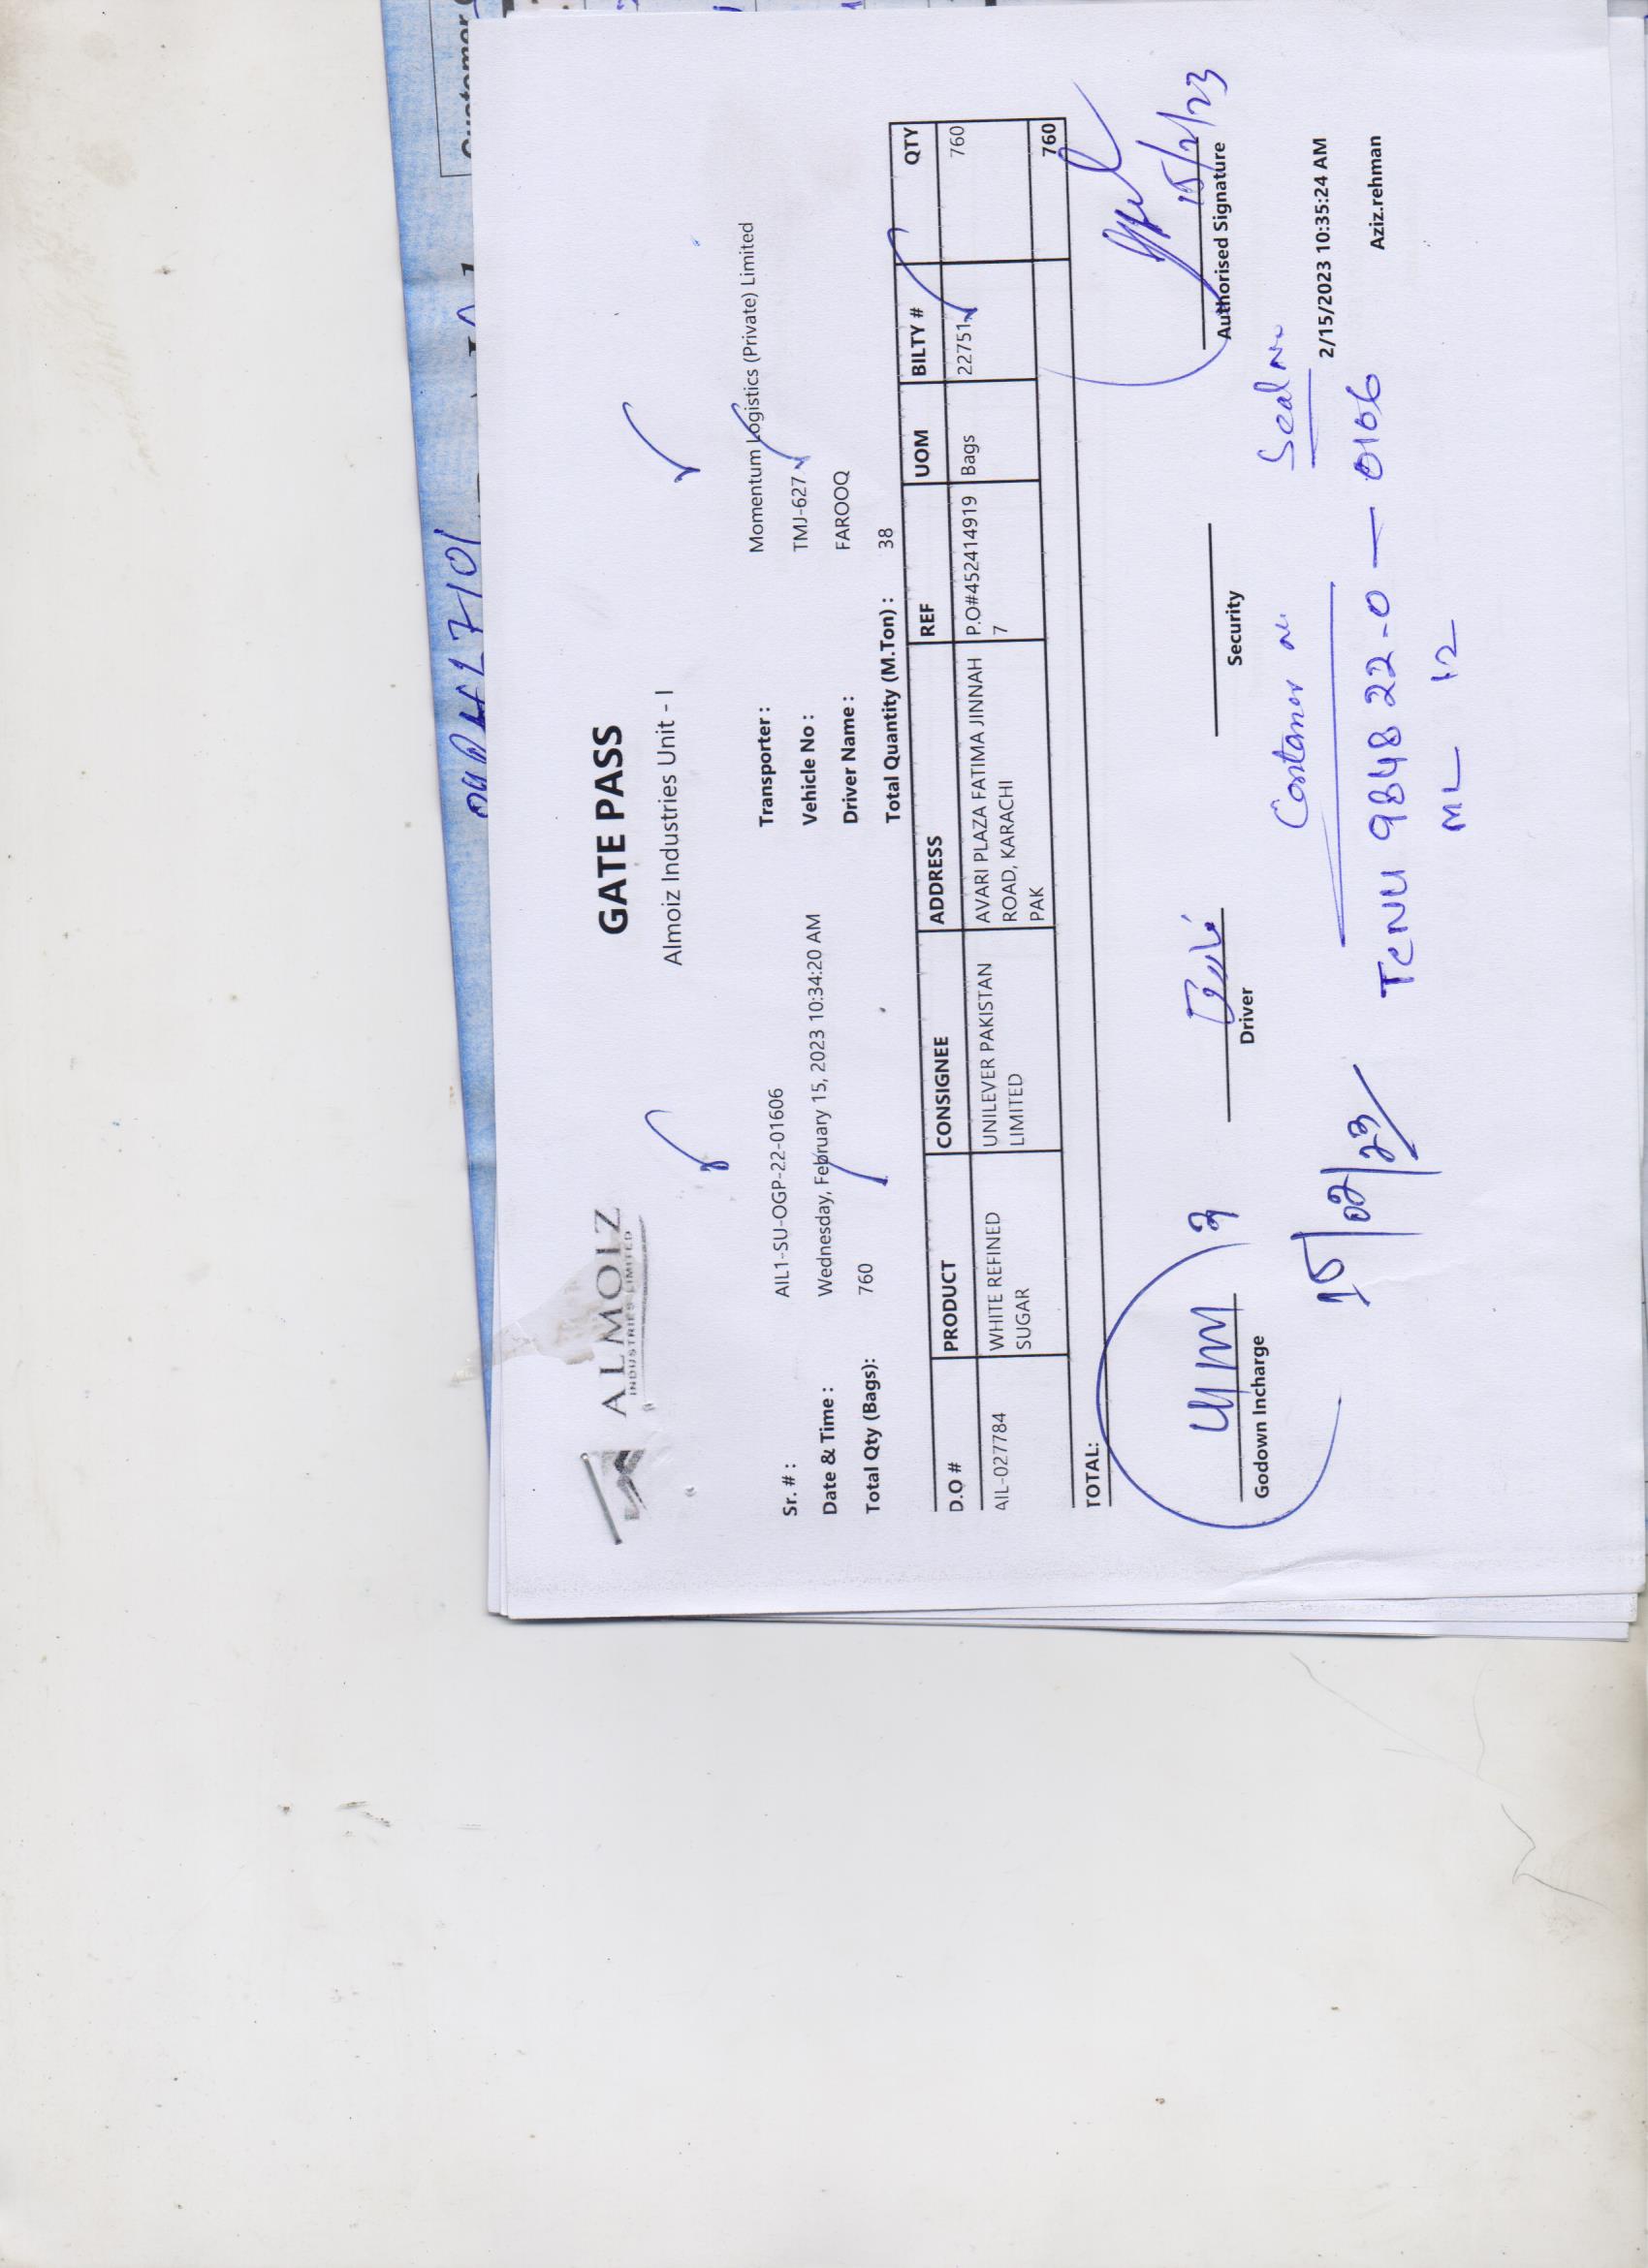 ALMOIZ
INDUSTRIES LIMITED
GATE PASS
Almoiz Industries Unit - I
Sr. # : AIL1-SU-OGP-22-01606 Transporter : Momentum Logistics (Private) Limited
Date & Time : Wednesday, February 15, 2023 10:34:20 AM Vehicle No : TMJ-627
Total Qty (Bags): 760 Driver Name : FAROOQ
Total Quantity (M.Ton) : 38
D.O # PRODUCT CONSIGNEE ADDRESS REF UOM BILTY # QTY
AIL-027784 WHITE REFINED UNILEVER PAKISTAN AVARI PLAZA FATIMA JINNAH P.O#452414919 Bags 22751 760
SUGAR LIMITED ROAD, KARACHI 7
PAK
TOTAL: 760
15/2/23
Godown Incharge Driver Security Authorised Signature
15/02/23
Seal No
2/15/2023 10:35:24 AM
TCNU 984822-0 — 0106
Aziz.rehman
ML 12